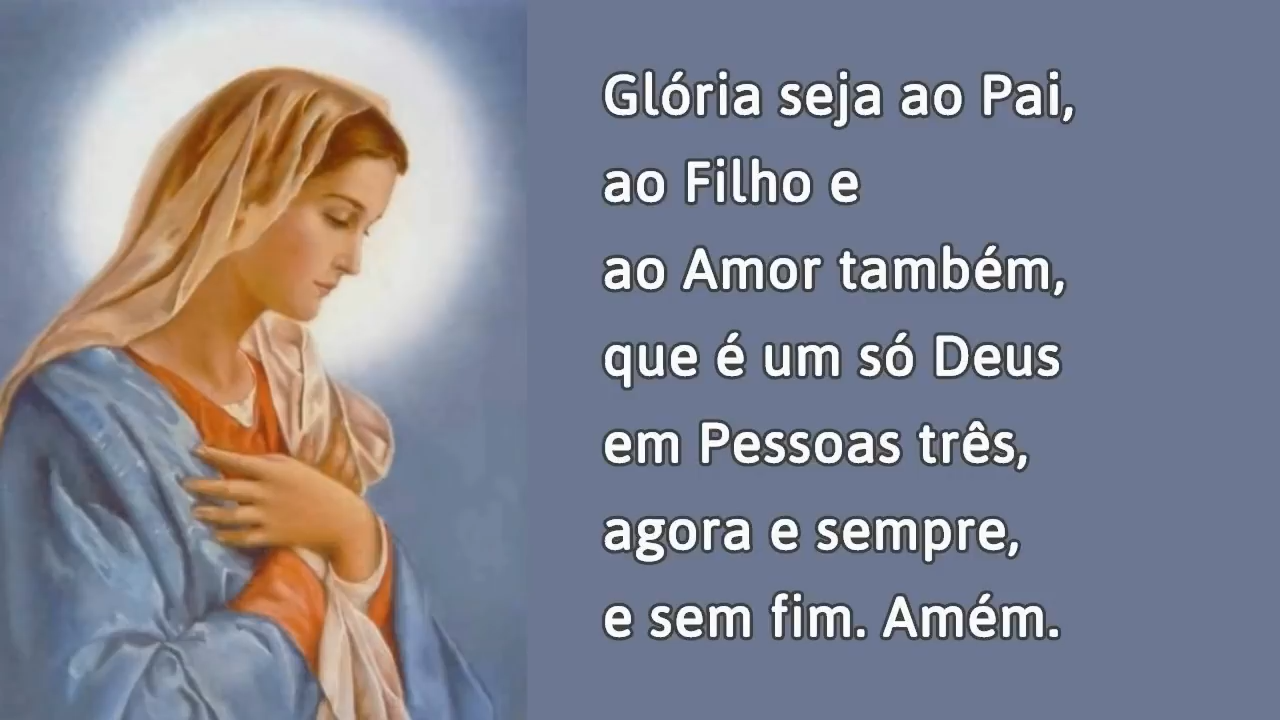 Glória seja ao Pai,
ao Filho e
ao Amor também,
que é um só Deus
em Pessoas três,
agora e sempre,
e sem fim. Amém.